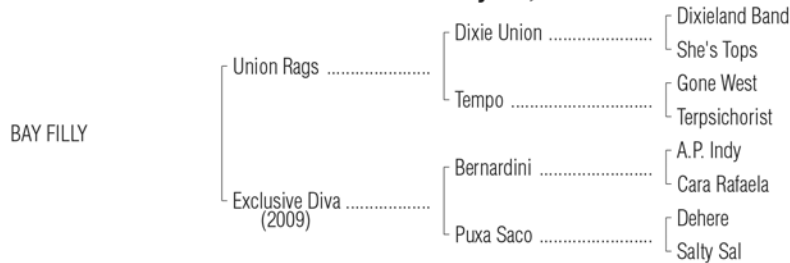 Dixieland Band
Dixie Union ........................
She's Tops
Union Rags ......................
Gone West
Tempo .........................
Terpsichorist
BAY FILLY
A.P. Indy
Bernardini ........................
Cara Rafaela
Exclusive Diva ..................
(2009)
Dehere
Puxa Saco ........................
Salty Sal